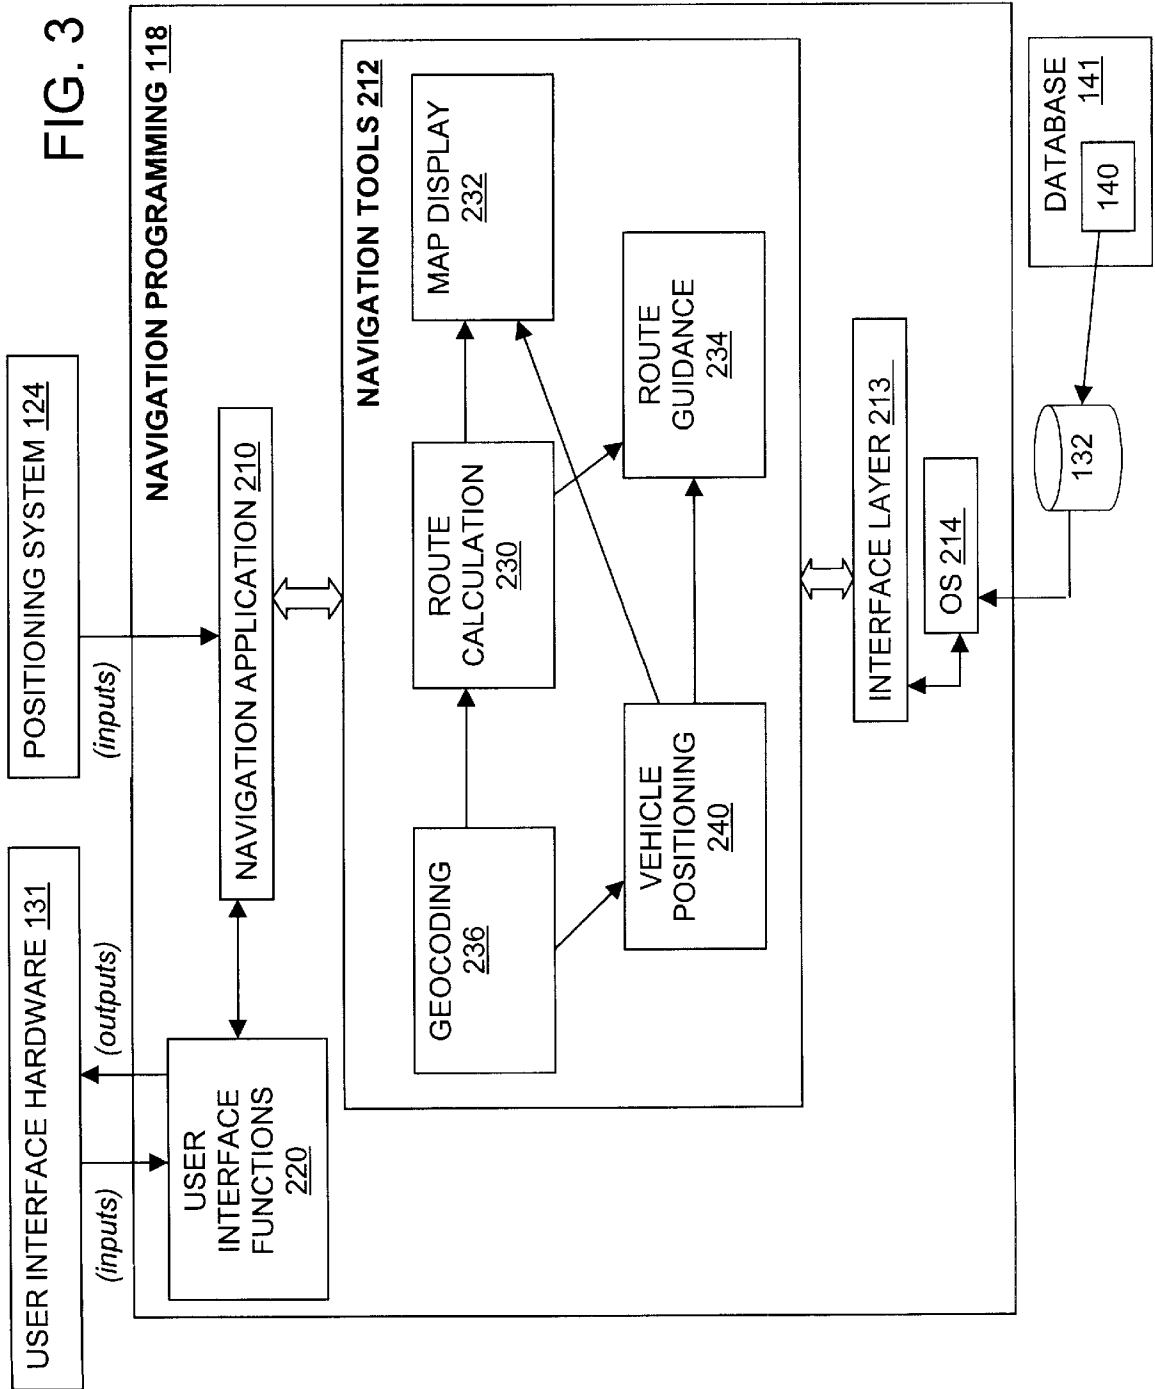 FIG. 3
USER INTERFACE HARDWARE 131
POSITIONING SYSTEM 124
(inputs)
(outputs)
(inputs)
NAVIGATION PROGRAMMING 118
USER
INTERFACE
FUNCTIONS
220
NAVIGATION APPLICATION 210
NAVIGATION TOOLS 212
GEOCODING
236
ROUTE
CALCULATION
230
MAP DISPLAY
232
VEHICLE
POSITIONING
240
ROUTE
GUIDANCE
234
INTERFACE LAYER 213
OS 214
132
DATABASE
141
140